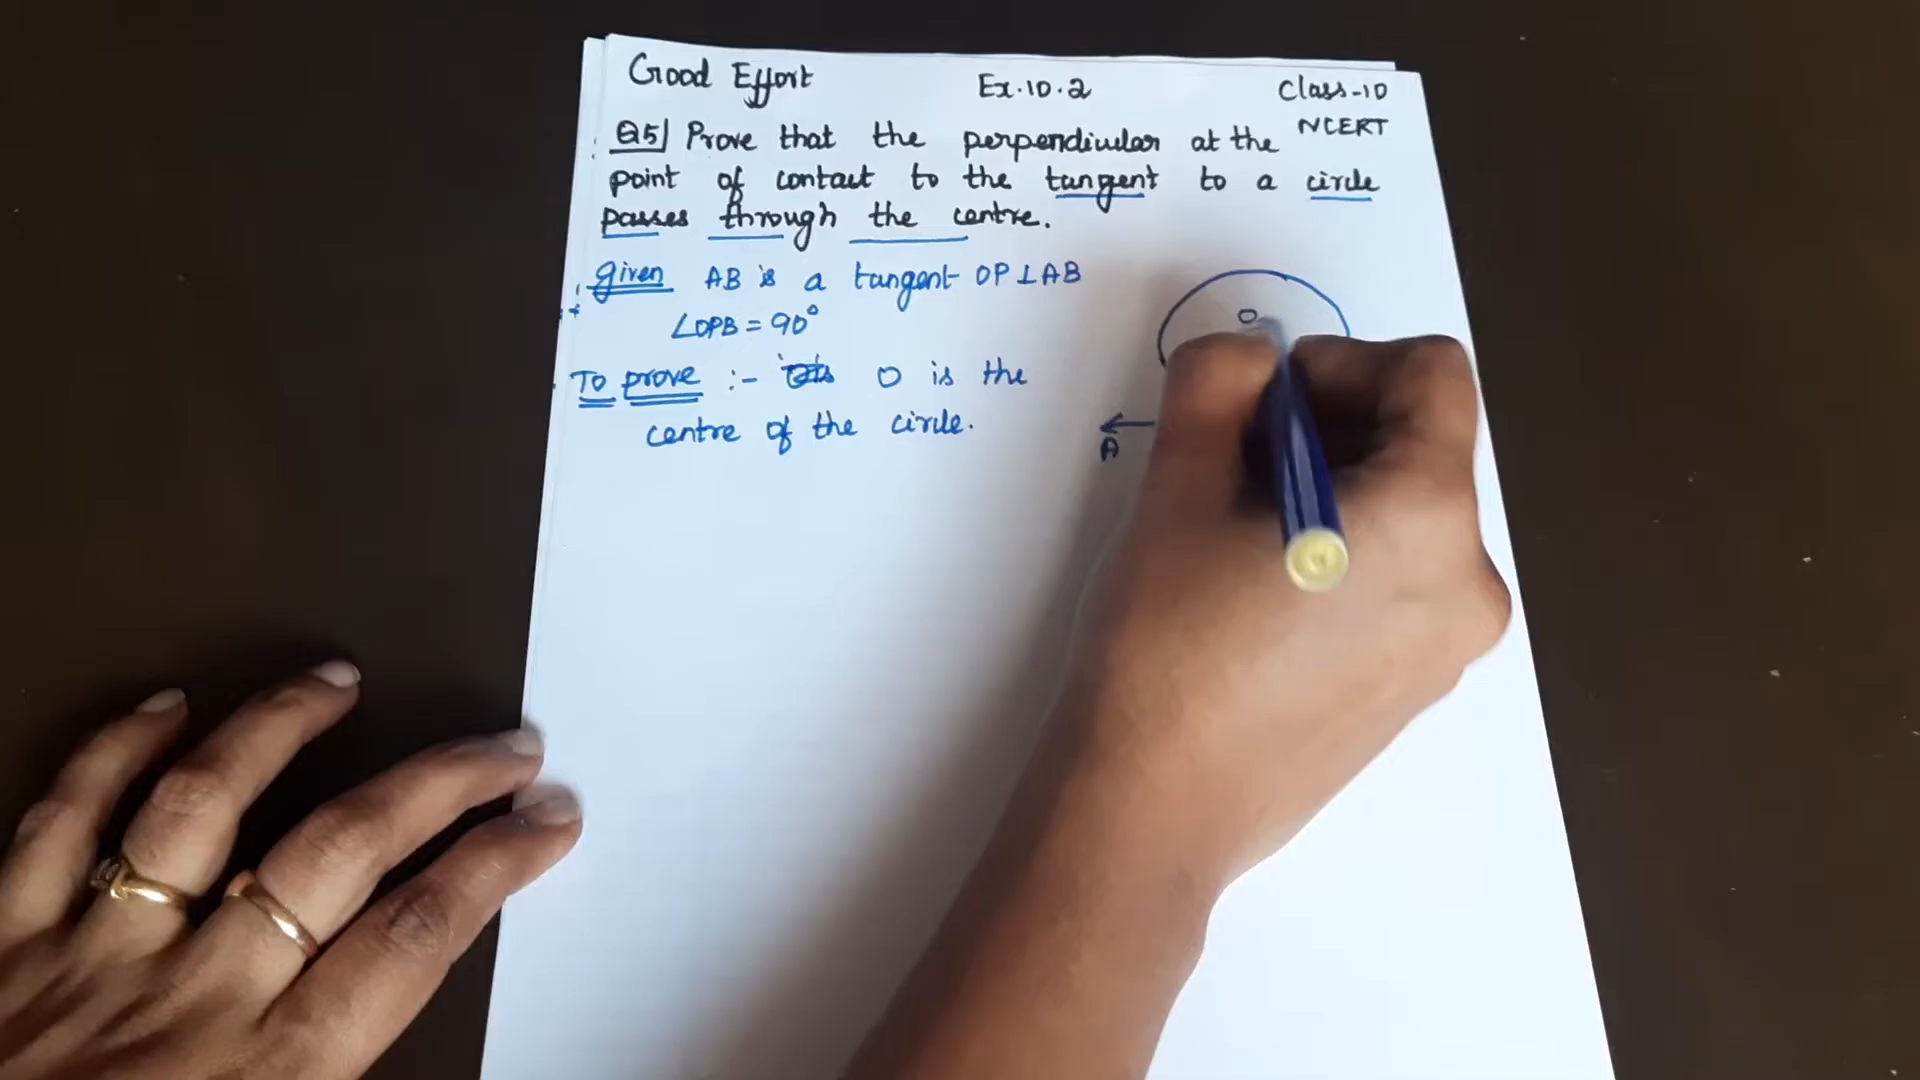 Good Effort Ex.10.2 Class-10
NCERT
Q5 Prove that the perpendicular at the
point of contact to the tangent to a circle
passes through the centre.
given AB is a tangent OP⊥AB
∠OPB = 90°
To prove :- O is the
centre of the circle.
O
A